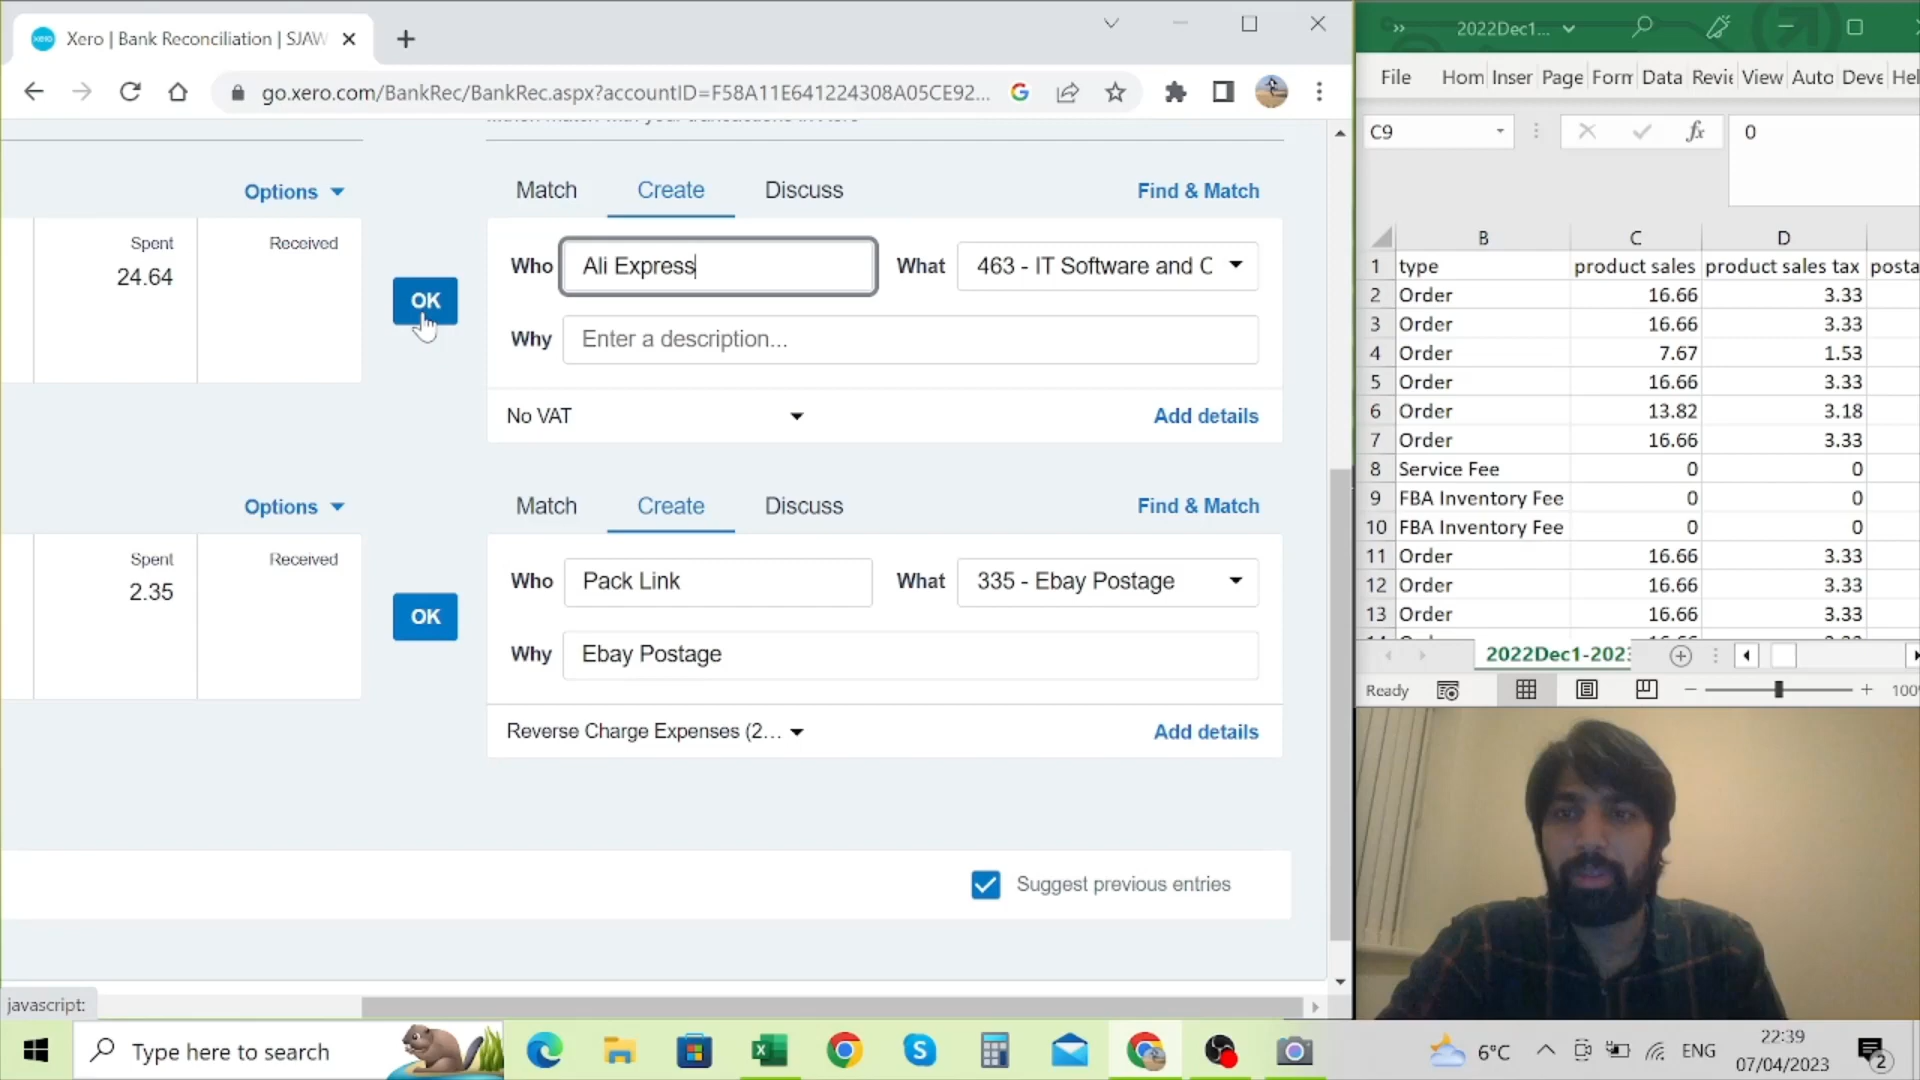 Xero | Bank Reconciliation | SJAW
go.xero.com/BankRec/BankRec.aspx?accountID=F58A11E641224308A05CE92...
Options
Match Create Discuss Find & Match
Spent Received
24.64
OK
Who Ali Express What 463 - IT Software and C
Why Enter a description...
No VAT Add details
Options
Match Create Discuss Find & Match
Spent Received
2.35
OK
Who Pack Link What 335 - Ebay Postage
Why Ebay Postage
Reverse Charge Expenses (2... Add details
Suggest previous entries
javascript:
2022Dec1...
File Hom Inser Page Form Data Revie View Auto Deve Hel
C9 fx 0
B C D
1 type product sales product sales tax posta
2 Order 16.66 3.33
3 Order 16.66 3.33
4 Order 7.67 1.53
5 Order 16.66 3.33
6 Order 13.82 3.18
7 Order 16.66 3.33
8 Service Fee 0 0
9 FBA Inventory Fee 0 0
10 FBA Inventory Fee 0 0
11 Order 16.66 3.33
12 Order 16.66 3.33
13 Order 16.66 3.33
2022Dec1-2023
Ready 100%
Type here to search
6°C ENG 22:39
07/04/2023
2